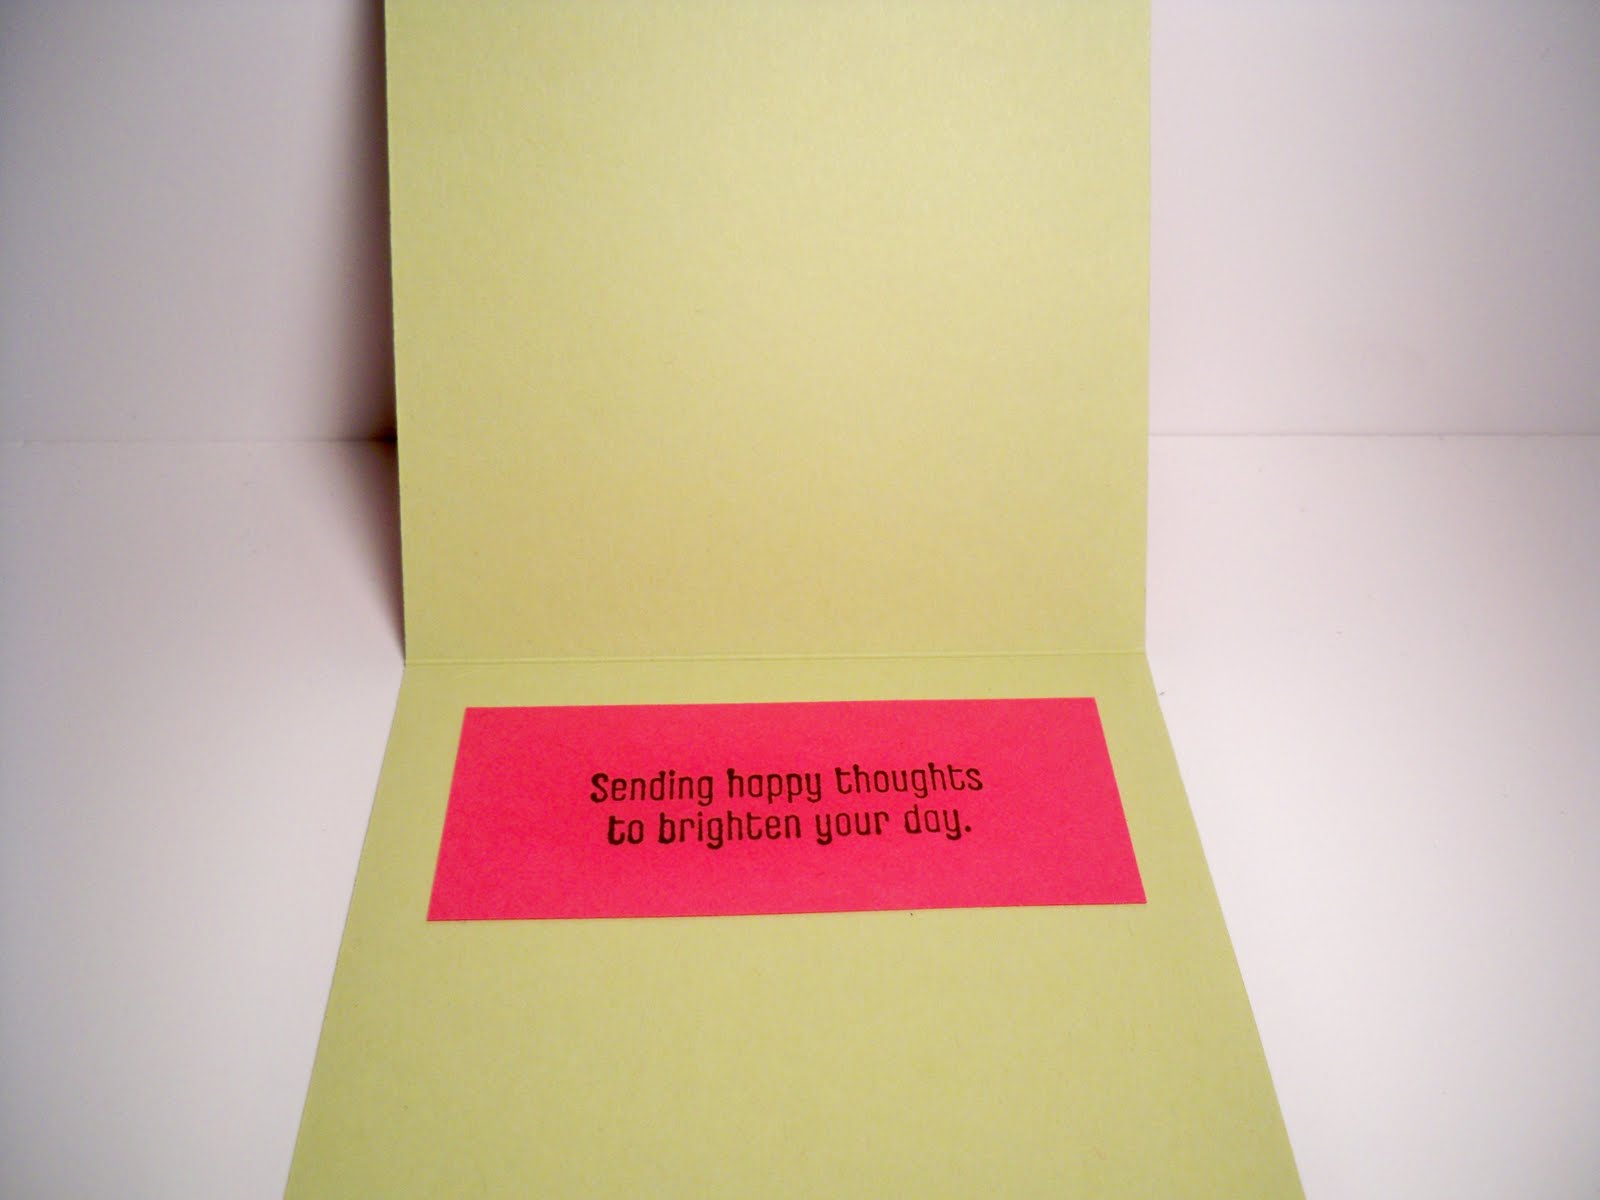 Sending happy thoughts
to brighten your day.